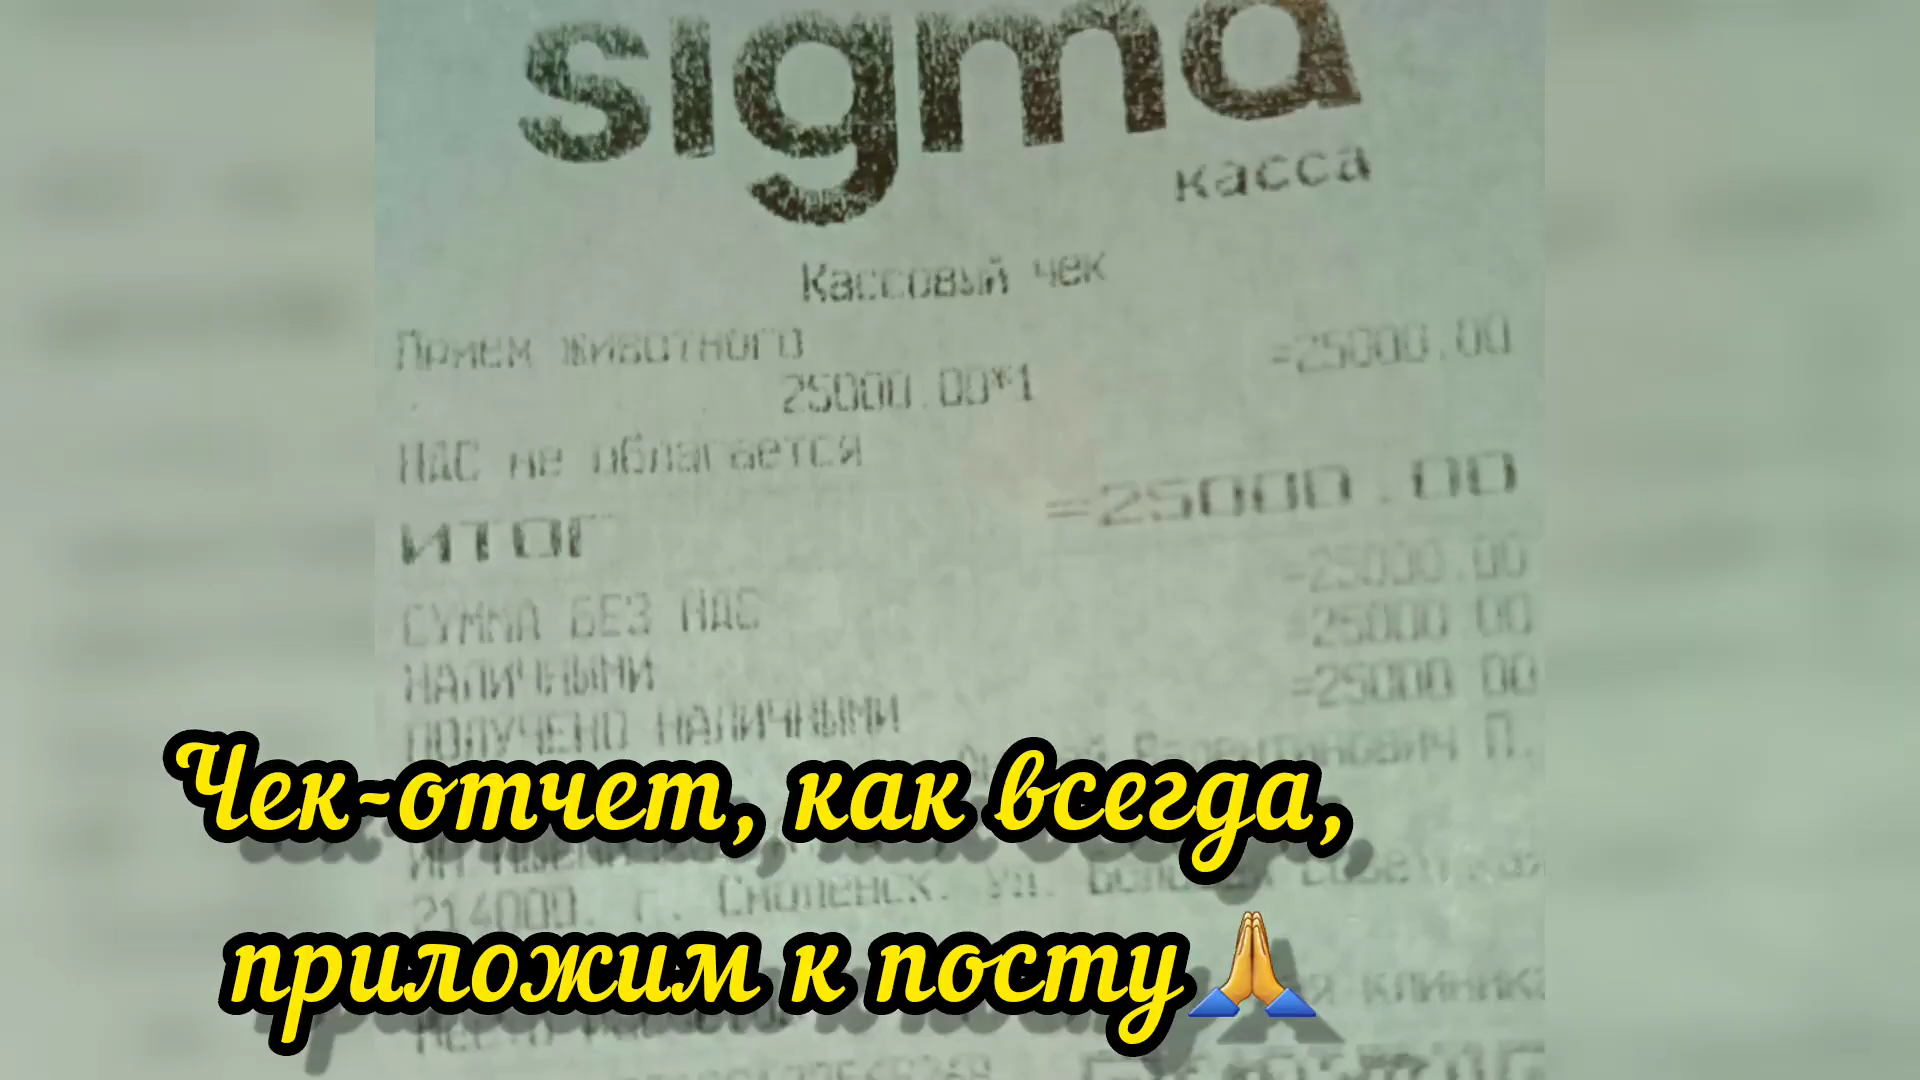 sigma
касса
Кассовый чек
Прием животного =25000.00
25000.00*1
НДС не облагается
ИТОГ =25000.00
СУММА БЕЗ НДС =25000.00
НАЛИЧНЫМИ =25000.00
ПОЛУЧЕНО НАЛИЧНЫМИ =25000.00
Валентинович П.
Чек-отчет, как всегда,
214000, г. Смоленск, Ул.
приложим к посту🙏
клиника